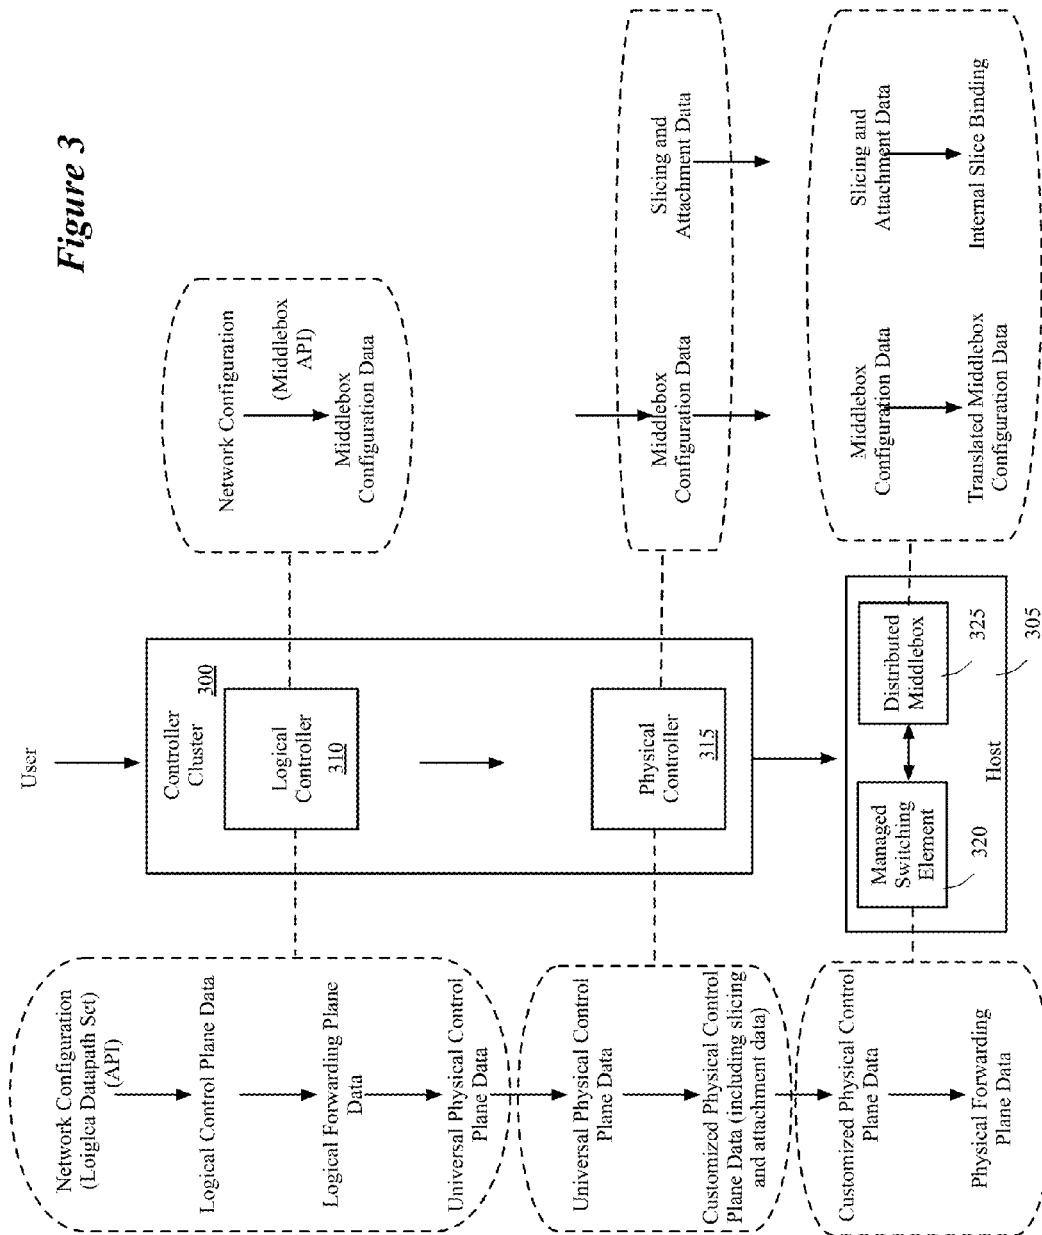 Figure 3
User
Controller
Cluster
300
Logical
Controller
310
Physical
Controller
315
Managed
Switching
Element
320
Distributed
Middlebox
325
Host
305
Network Configuration
(Loiglca Datapath Set)
(API)
Logical Control Plane Data
Logical Forwarding Plane
Data
Universal Physical Control
Plane Data
Universal Physical Control
Plane Data
Customized Physical Control
Plane Data (including slicing
and attachment data)
Customized Physical Control
Plane Data
Physical Forwarding
Plane Data
Network Configuration
(Middlebox
API)
Middlebox
Configuration Data
Middlebox
Configuration Data
Slicing and
Attachment Data
Middlebox
Configuration Data
Translated Middlebox
Configuration Data
Slicing and
Attachment Data
Internal Slice Binding